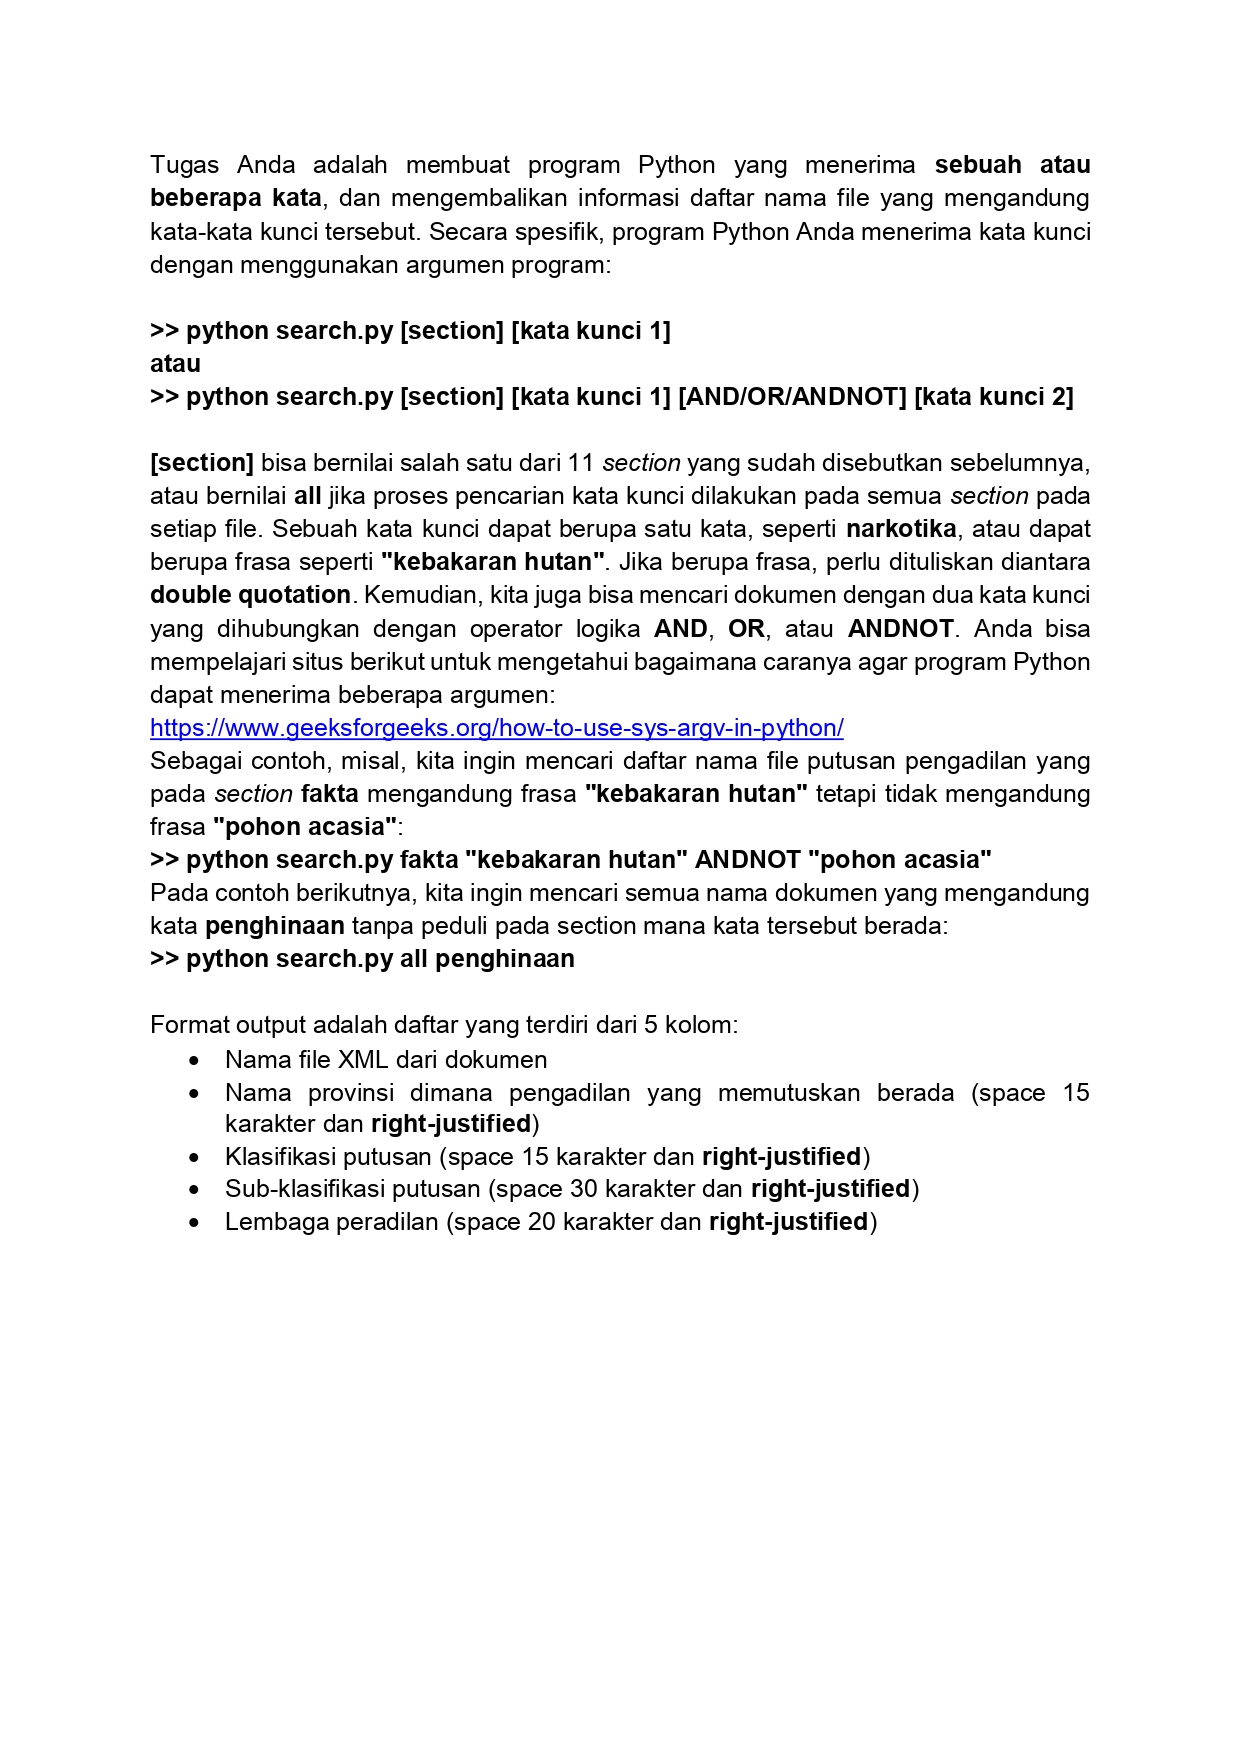 Tugas Anda adalah membuat program Python yang menerima sebuah atau
beberapa kata, dan mengembalikan informasi daftar nama file yang mengandung
kata-kata kunci tersebut. Secara spesifik, program Python Anda menerima kata kunci
dengan menggunakan argumen program:
>> python search.py [section] [kata kunci 1]
atau
>> python search.py [section] [kata kunci 1] [AND/OR/ANDNOT] [kata kunci 2]
[section] bisa bernilai salah satu dari 11 section yang sudah disebutkan sebelumnya,
atau bernilai all jika proses pencarian kata kunci dilakukan pada semua section pada
setiap file. Sebuah kata kunci dapat berupa satu kata, seperti narkotika, atau dapat
berupa frasa seperti "kebakaran hutan". Jika berupa frasa, perlu dituliskan diantara
double quotation. Kemudian, kita juga bisa mencari dokumen dengan dua kata kunci
yang dihubungkan dengan operator logika AND, OR, atau ANDNOT. Anda bisa
mempelajari situs berikut untuk mengetahui bagaimana caranya agar program Python
dapat menerima beberapa argumen:
https://www.geeksforgeeks.org/how-to-use-sys-argv-in-python/
Sebagai contoh, misal, kita ingin mencari daftar nama file putusan pengadilan yang
pada section fakta mengandung frasa "kebakaran hutan" tetapi tidak mengandung
frasa "pohon acasia":
>> python search.py fakta "kebakaran hutan" ANDNOT "pohon acasia"
Pada contoh berikutnya, kita ingin mencari semua nama dokumen yang mengandung
kata penghinaan tanpa peduli pada section mana kata tersebut berada:
>> python search.py all penghinaan
Format output adalah daftar yang terdiri dari 5 kolom:
• Nama file XML dari dokumen
• Nama provinsi dimana pengadilan yang memutuskan berada (space 15
karakter dan right-justified)
• Klasifikasi putusan (space 15 karakter dan right-justified)
• Sub-klasifikasi putusan (space 30 karakter dan right-justified)
• Lembaga peradilan (space 20 karakter dan right-justified)